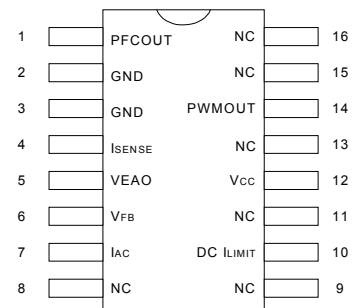 1 PFCOUT NC 16
2 GND NC 15
3 GND PWMOUT 14
4 ISENSE NC 13
5 VEAO VCC 12
6 VFB NC 11
7 IAC DC ILIMIT 10
8 NC NC 9